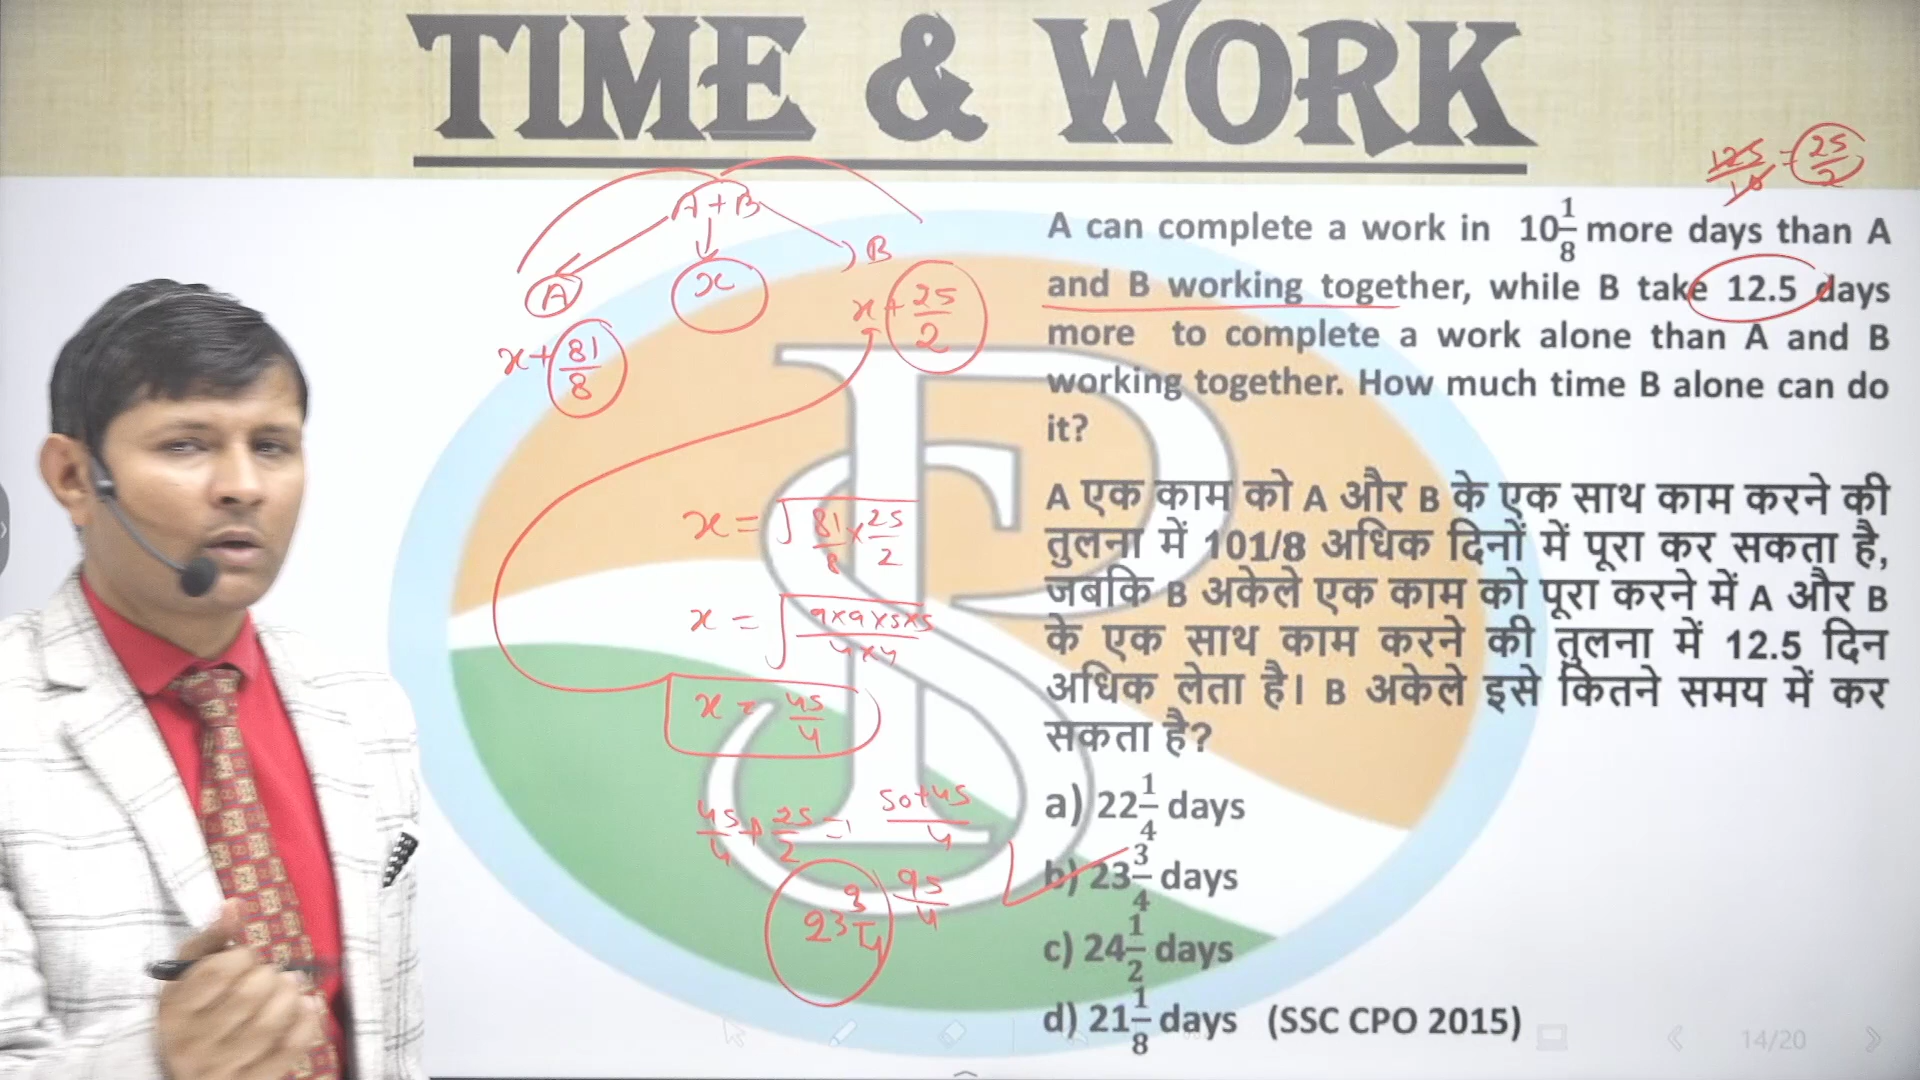 TIME & WORK
125/10 = 25/2
A + B
A
x
B
x + 81/8
x + 25/2
A can complete a work in 10 1/8 more days than A
and B working together, while B take 12.5 days
more to complete a work alone than A and B
working together. How much time B alone can do
it?
A एक काम को A और B के एक साथ काम करने की
तुलना में 101/8 अधिक दिनों में पूरा कर सकता है,
जबकि B अकेले एक काम को पूरा करने में A और B
के एक साथ काम करने की तुलना में 12.5 दिन
अधिक लेता है। B अकेले इसे कितने समय में कर
सकता है?
x = √(81/8 × 25/2)
x = √(9×9×5×5/4×4)
x = 45/4
45/4 + 25/2 = 50+45/4
95/4
23 3/4
a) 22 1/4 days
b) 23 3/4 days
c) 24 1/2 days
d) 21 1/8 days (SSC CPO 2015)
14/20